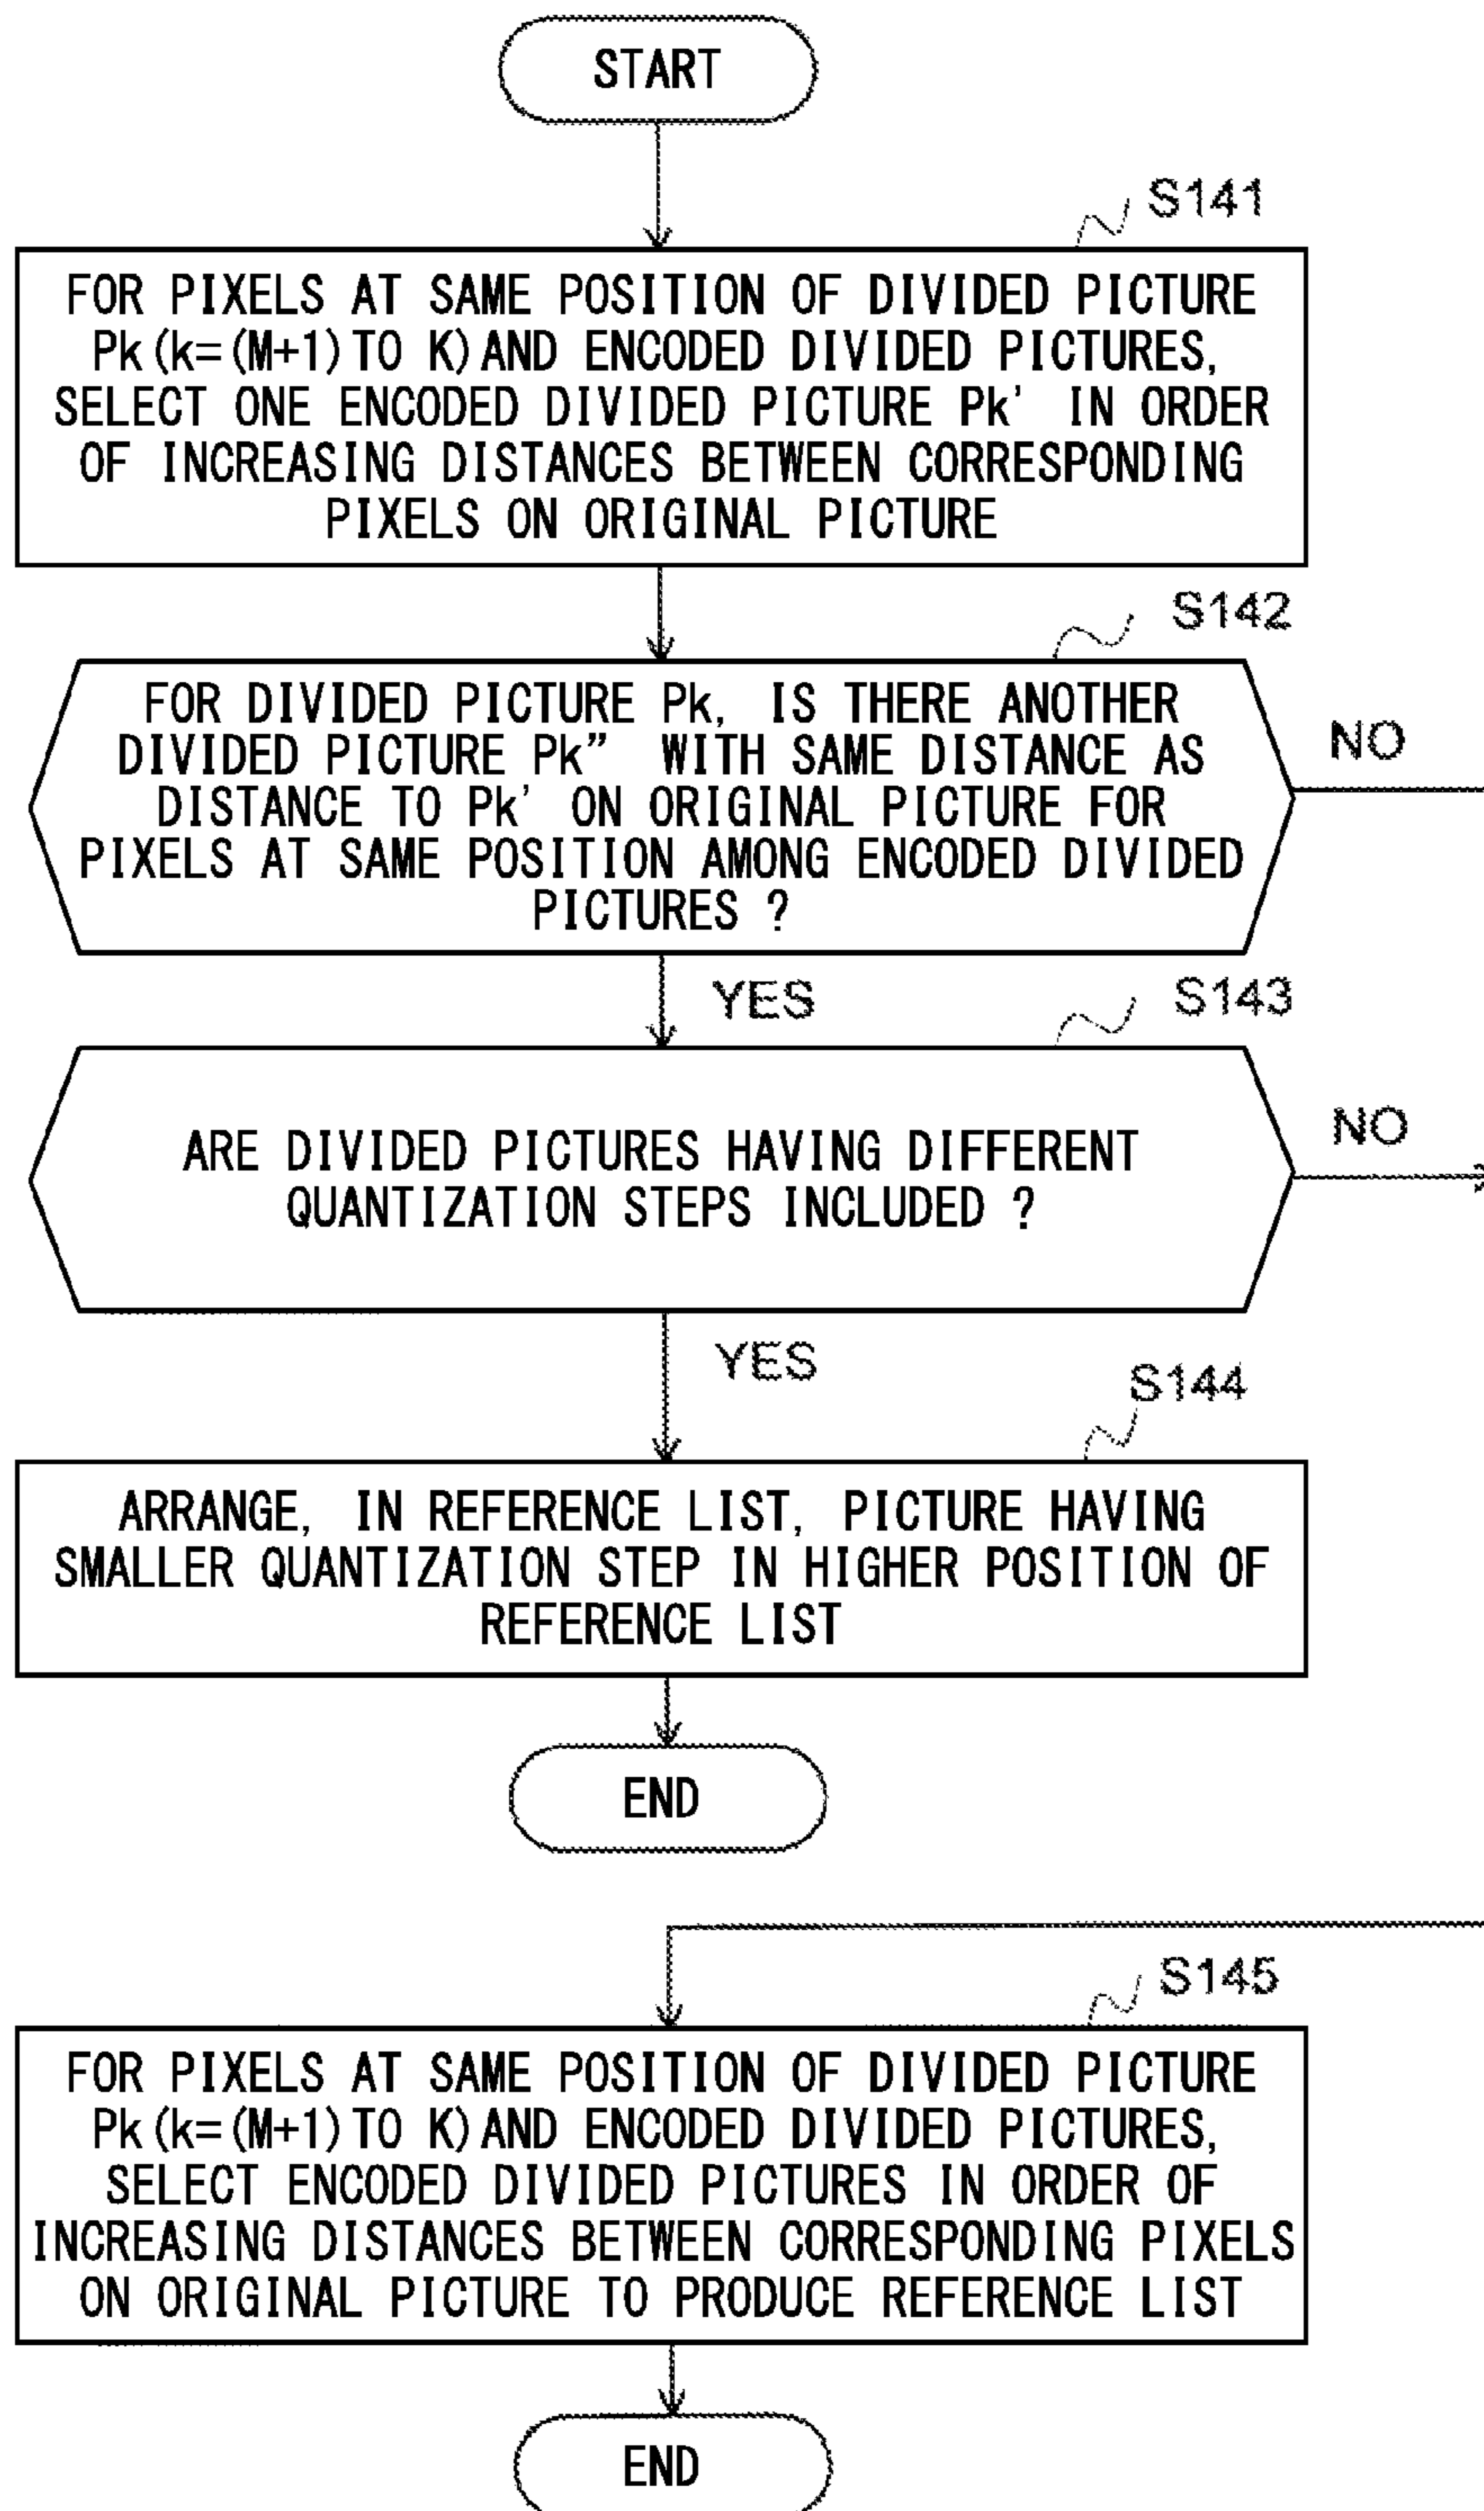 START
S141
FOR PIXELS AT SAME POSITION OF DIVIDED PICTURE
Pk(k=(M+1)TO K)AND ENCODED DIVIDED PICTURES,
SELECT ONE ENCODED DIVIDED PICTURE Pk' IN ORDER
OF INCREASING DISTANCES BETWEEN CORRESPONDING
PIXELS ON ORIGINAL PICTURE
S142
FOR DIVIDED PICTURE Pk, IS THERE ANOTHER
DIVIDED PICTURE Pk" WITH SAME DISTANCE AS
DISTANCE TO Pk' ON ORIGINAL PICTURE FOR
PIXELS AT SAME POSITION AMONG ENCODED DIVIDED
PICTURES ?
NO
YES
S143
ARE DIVIDED PICTURES HAVING DIFFERENT
QUANTIZATION STEPS INCLUDED ?
NO
YES
S144
ARRANGE, IN REFERENCE LIST, PICTURE HAVING
SMALLER QUANTIZATION STEP IN HIGHER POSITION OF
REFERENCE LIST
END
S145
FOR PIXELS AT SAME POSITION OF DIVIDED PICTURE
Pk(k=(M+1)TO K)AND ENCODED DIVIDED PICTURES,
SELECT ENCODED DIVIDED PICTURES IN ORDER OF
INCREASING DISTANCES BETWEEN CORRESPONDING PIXELS
ON ORIGINAL PICTURE TO PRODUCE REFERENCE LIST
END